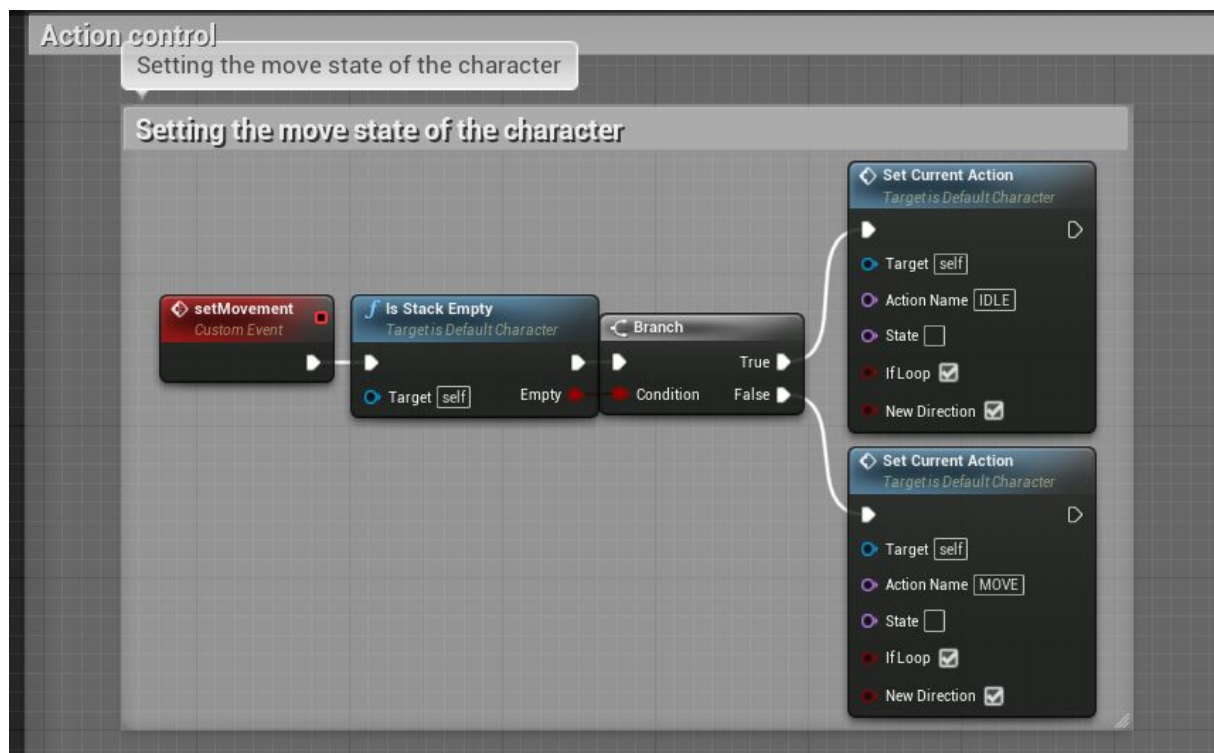 Action control
Setting the move state of the character
Setting the move state of the character
setMovement
Custom Event
Is Stack Empty
Target is Default Character
Target self
Empty
Branch
True
Condition
False
Set Current Action
Target is Default Character
Target self
Action Name IDLE
State
If Loop
New Direction
Set Current Action
Target is Default Character
Target self
Action Name MOVE
State
If Loop
New Direction